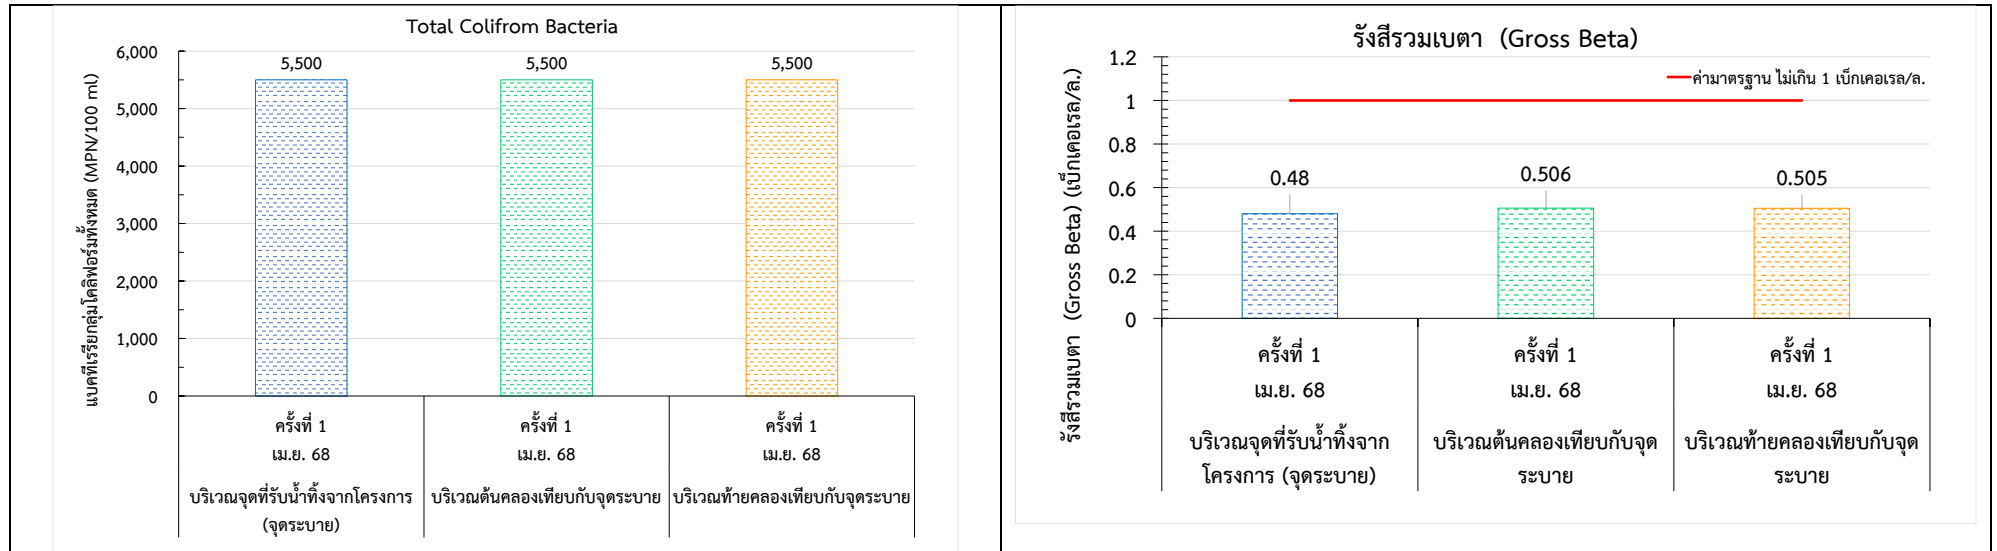 Total Colifrom Bacteria
แบคทีเรียกลุ่มโคลิฟอร์มทั้งหมด (MPN/100 ml)
6,000
5,000
4,000
3,000
2,000
1,000
0
5,500 5,500 5,500
ครั้งที่ 1 ครั้งที่ 1 ครั้งที่ 1
เม.ย. 68 เม.ย. 68 เม.ย. 68
บริเวณจุดที่รับน้ำทิ้งจากโครงการ บริเวณต้นคลองเทียบกับจุดระบาย บริเวณท้ายคลองเทียบกับจุดระบาย
(จุดระบาย)
รังสีรวมเบตา (Gross Beta)
รังสีรวมเบตา (Gross Beta) (เบ็กเคอเรล/ล.)
ค่ามาตรฐาน ไม่เกิน 1 เบ็กเคอเรล/ล.
1.2
1
0.8
0.6
0.4
0.2
0
0.48 0.506 0.505
ครั้งที่ 1 ครั้งที่ 1 ครั้งที่ 1
เม.ย. 68 เม.ย. 68 เม.ย. 68
บริเวณจุดที่รับน้ำทิ้งจาก บริเวณต้นคลองเทียบกับจุด บริเวณท้ายคลองเทียบกับจุด
โครงการ (จุดระบาย) ระบาย ระบาย